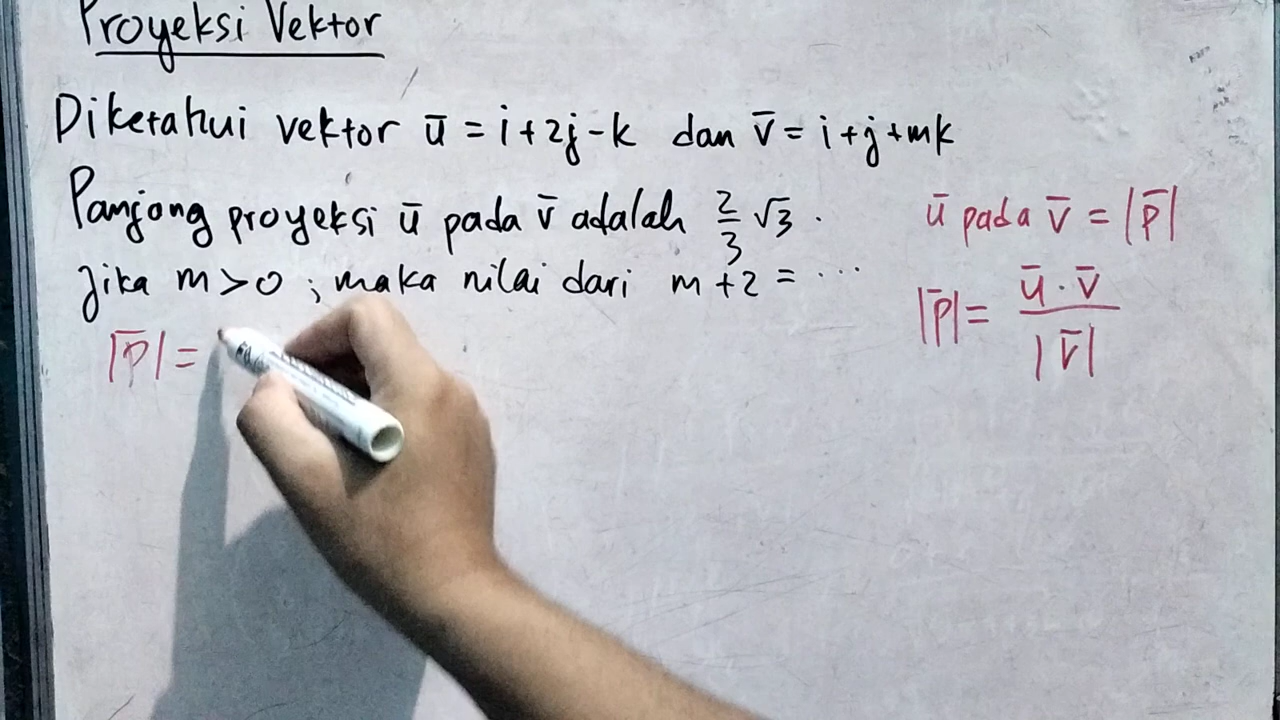 Proyeksi Vektor
Diketahui vektor ū = i + 2j - k dan v̄ = i + j + mk
Panjang proyeksi ū pada v̄ adalah 2/3 √3.
Jika m > 0 ; maka nilai dari m + 2 = ...
|p̄| =
ū pada v̄ = |p̄|
|p̄| = ū · v̄ / |v̄|